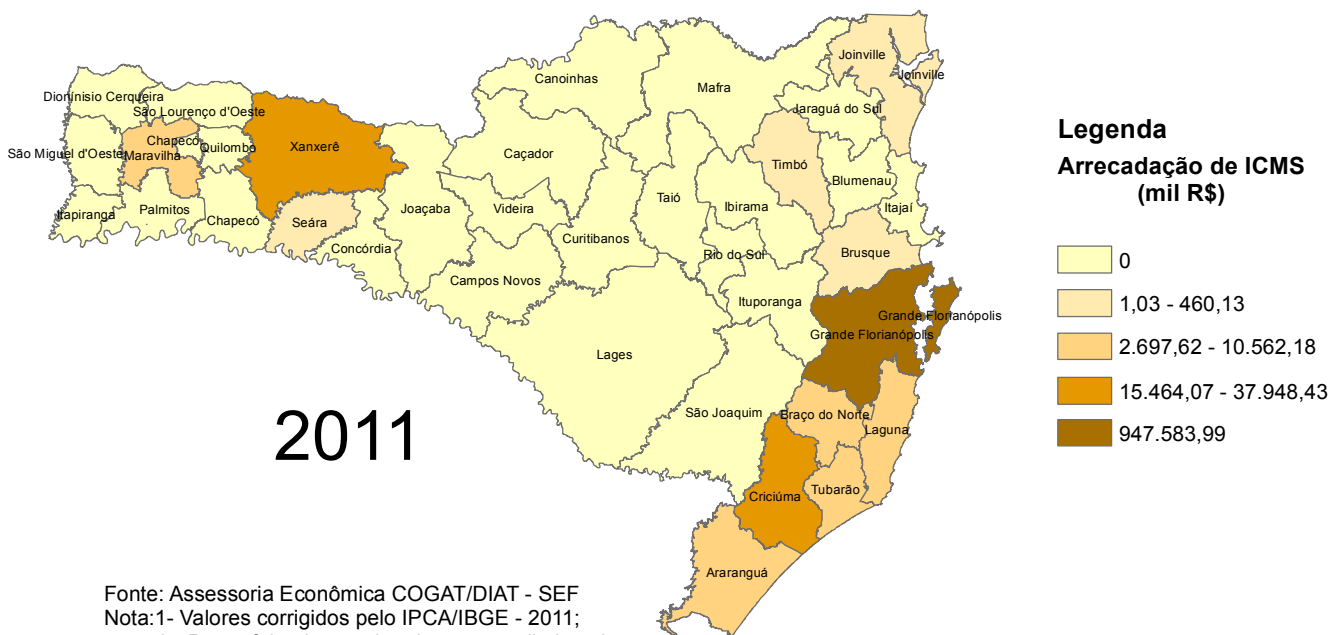 Canoinhas
Mafra
Joinville
Joinville
Dionínisio Cerqueira
São Lourenço d'Oeste
Jaraguá do Sul
São Miguel d'Oeste
Chapecó
Maravilha
Quilombo
Xanxerê
Caçador
Timbó
Blumenau
Itapiranga
Palmitos
Chapecó
Seára
Concórdia
Joaçaba
Videira
Curitibanos
Taió
Ibirama
Itajaí
Rio do Sul
Brusque
Campos Novos
Ituporanga
Grande Florianópolis
Grande Florianópolis
Lages
São Joaquim
Braço do Norte
Laguna
Criciúma
Tubarão
Araranguá
2011
Legenda
Arrecadação de ICMS
(mil R$)
0
1,03 - 460,13
2.697,62 - 10.562,18
15.464,07 - 37.948,43
947.583,99
Fonte: Assessoria Econômica COGAT/DIAT - SEF
Nota:1- Valores corrigidos pelo IPCA/IBGE - 2011;